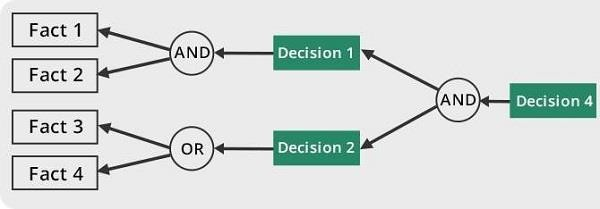 Fact 1
AND
Decision 1
Fact 2
AND
Decision 4
Fact 3
OR
Decision 2
Fact 4